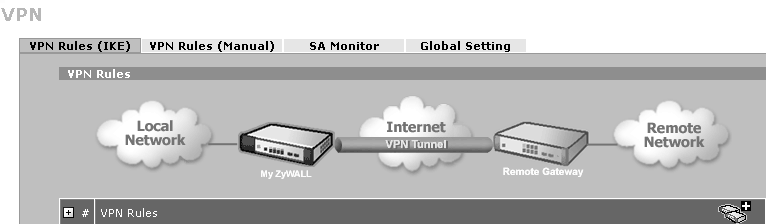 VPN
VPN Rules (IKE) VPN Rules (Manual) SA Monitor Global Setting
VPN Rules
Local Network
Internet
VPN Tunnel
Remote Network
My ZyWALL
Remote Gateway
# VPN Rules